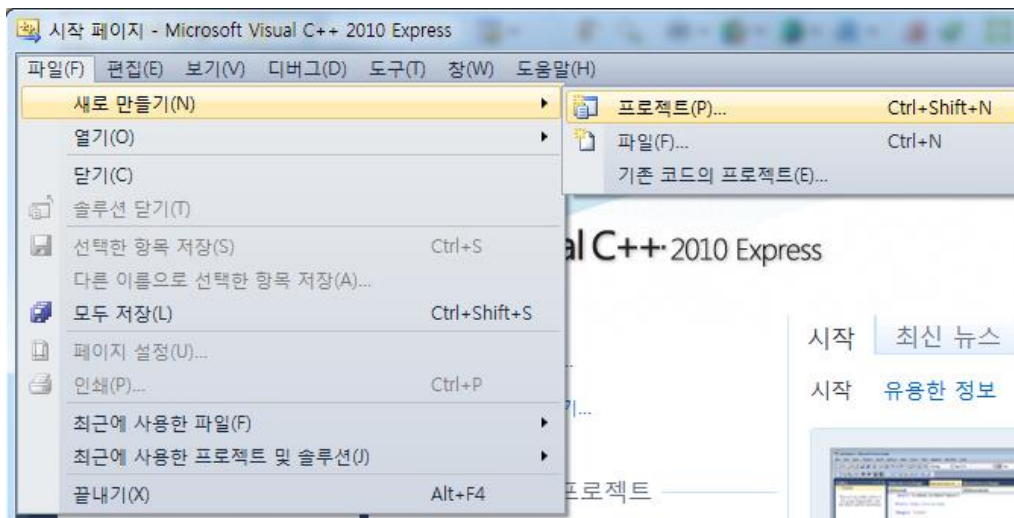 시작 페이지 - Microsoft Visual C++ 2010 Express
파일(F) 편집(E) 보기(V) 디버그(D) 도구(T) 창(W) 도움말(H)
새로 만들기(N)
열기(O)
닫기(C)
솔루션 닫기(T)
선택한 항목 저장(S) Ctrl+S
다른 이름으로 선택한 항목 저장(A)...
모두 저장(L) Ctrl+Shift+S
페이지 설정(U)...
인쇄(P)... Ctrl+P
최근에 사용한 파일(F)
최근에 사용한 프로젝트 및 솔루션(J)
끝내기(X) Alt+F4
프로젝트(P)... Ctrl+Shift+N
파일(F)... Ctrl+N
기존 코드의 프로젝트(E)...
al C++ 2010 Express
시작 최신 뉴스
시작 유용한 정보
기...
프로젝트